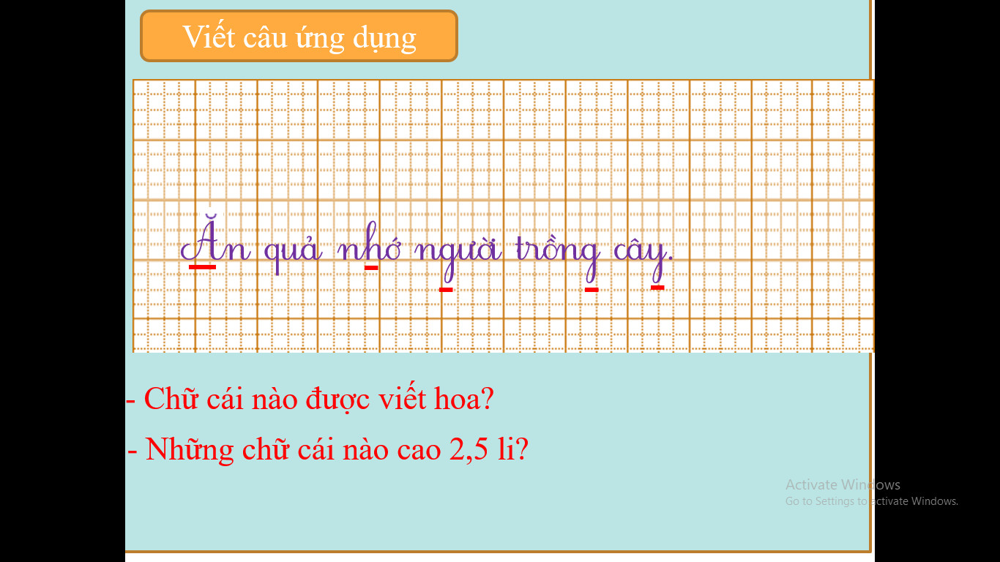 Viết câu ứng dụng
Ăn quả nhớ người trồng cây.
- Chữ cái nào được viết hoa?
- Những chữ cái nào cao 2,5 li?
Activate Windows
Go to Settings to activate Windows.